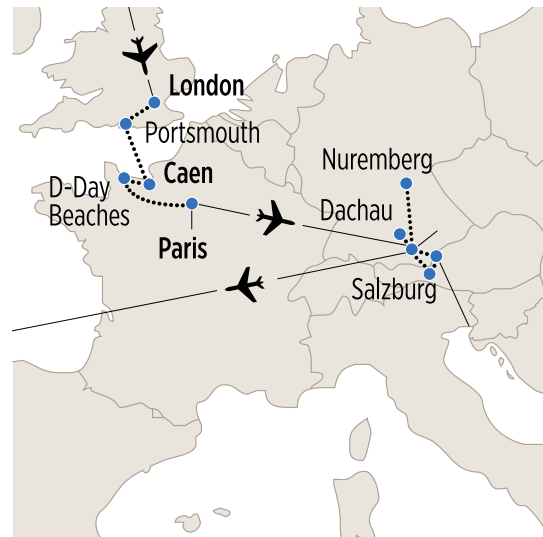 London
Portsmouth
Caen
D-Day
Beaches
Paris
Nuremberg
Dachau
Salzburg